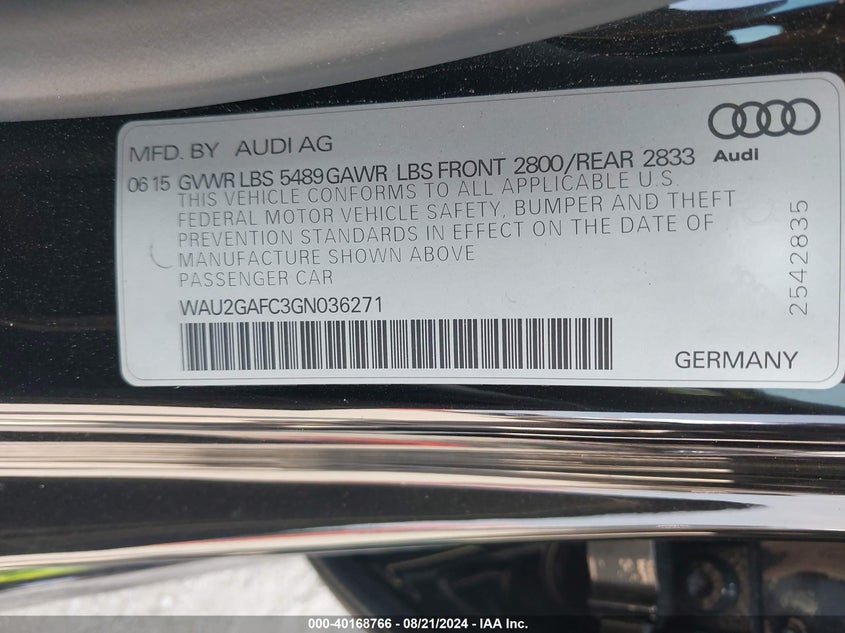 MFD. BY AUDI AG
Audi
0615 GVWR LBS 5489 GAWR LBS FRONT 2800/REAR 2833
THIS VEHICLE CONFORMS TO ALL APPLICABLE U.S.
FEDERAL MOTOR VEHICLE SAFETY, BUMPER AND THEFT
PREVENTION STANDARDS IN EFFECT ON THE DATE OF
MANUFACTURE SHOWN ABOVE
PASSENGER CAR
WAU2GAFC3GN036271
2542835
GERMANY
000-40168766 - 08/21/2024 - IAA Inc.